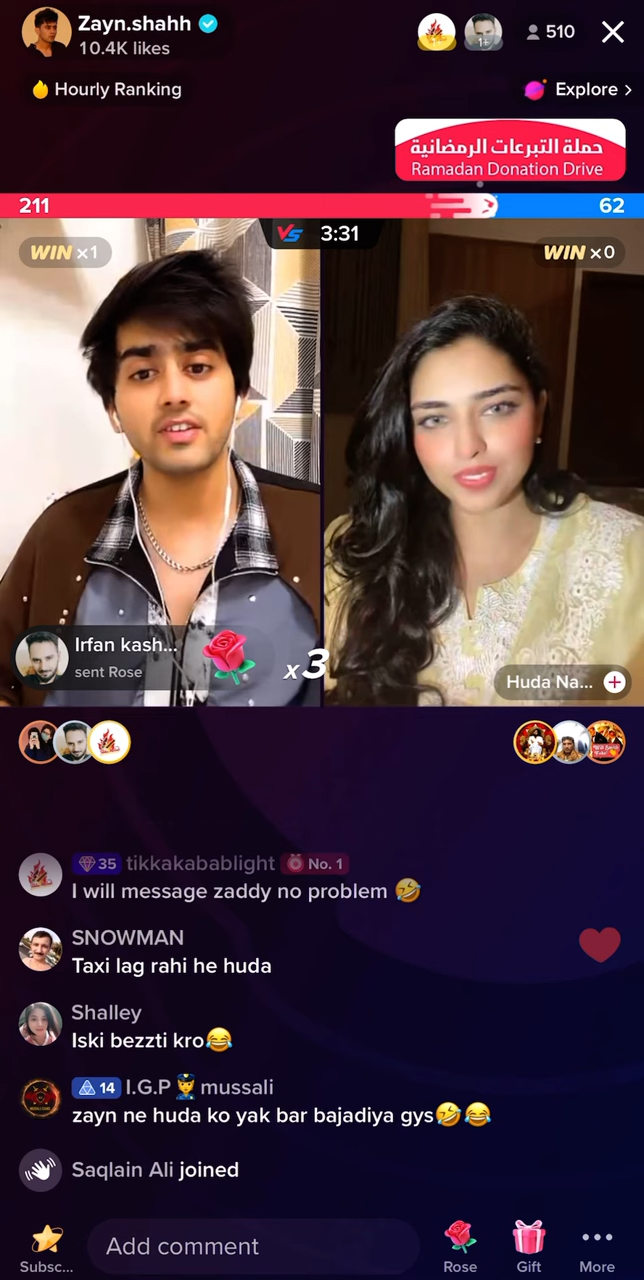 Zayn.shahh
10.4K likes
1+
510
Hourly Ranking
Explore
حملة التبرعات الرمضانية
Ramadan Donation Drive
211
62
VS 3:31
WIN x1
WIN x0
Irfan kash...
sent Rose
x3
Huda Na...
35 tikkakabablight No. 1
I will message zaddy no problem 🤣
SNOWMAN
Taxi lag rahi he huda
Shalley
Iski bezzti kro😂
14 I.G.P👮mussali
zayn ne huda ko yak bar bajadiya gys🤣😂
Saqlain Ali joined
Subsc...
Add comment
Rose
Gift
More